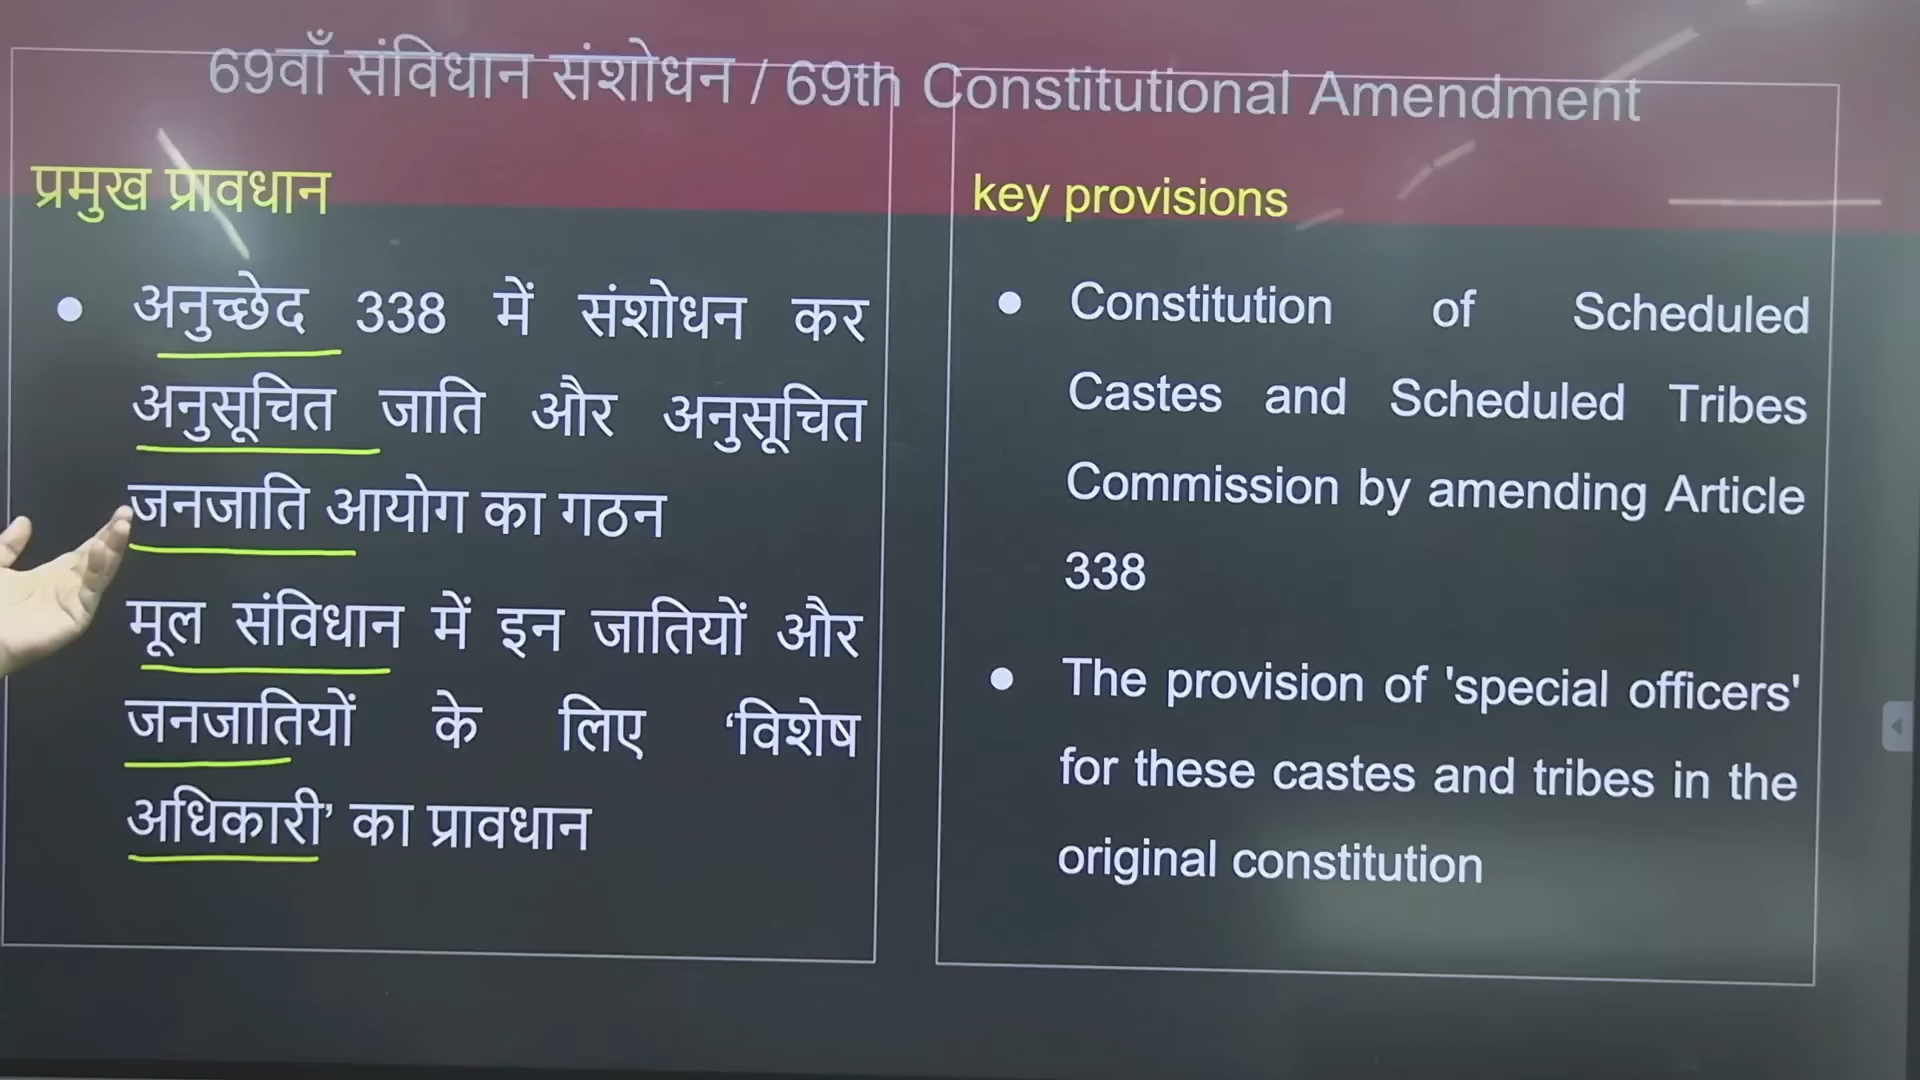 69वाँ संविधान संशोधन / 69th Constitutional Amendment
प्रमुख प्रावधान
● अनुच्छेद 338 में संशोधन कर
अनुसूचित जाति और अनुसूचित
जनजाति आयोग का गठन
मूल संविधान में इन जातियों और
जनजातियों के लिए ‘विशेष
अधिकारी’ का प्रावधान
key provisions
● Constitution of Scheduled
Castes and Scheduled Tribes
Commission by amending Article
338
● The provision of 'special officers'
for these castes and tribes in the
original constitution